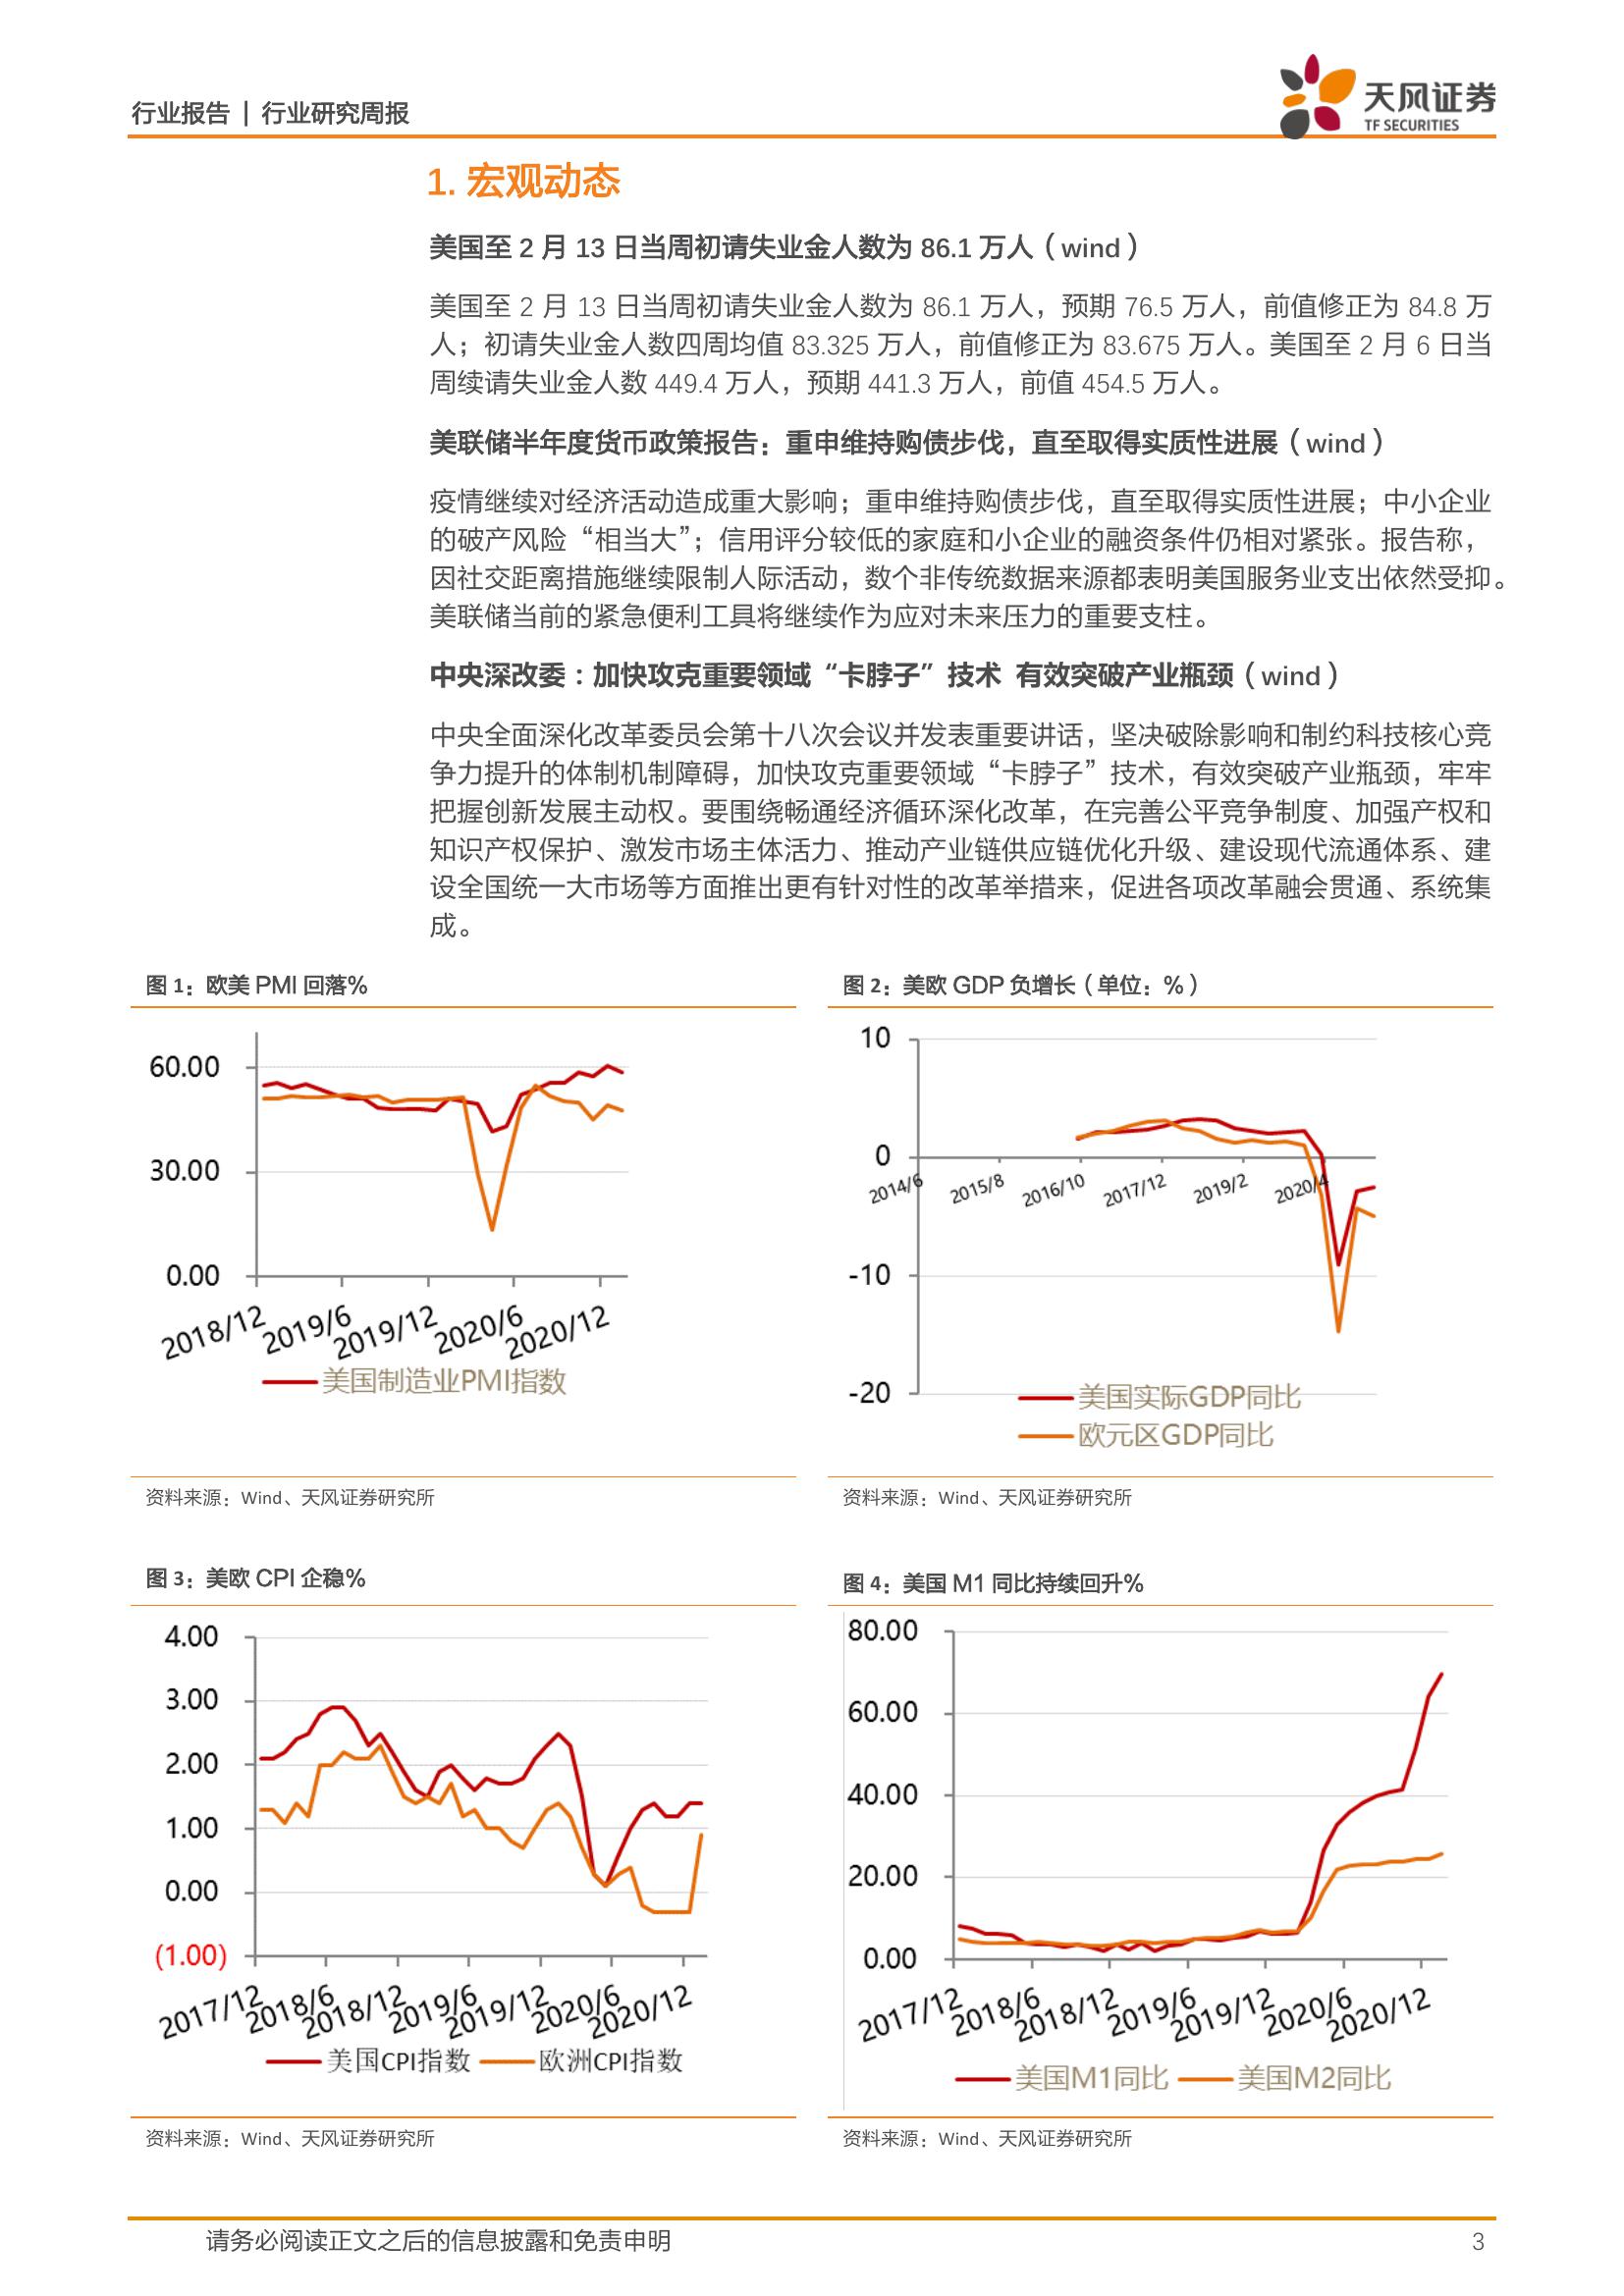 行业报告 | 行业研究周报
天风证券
TF SECURITIES
1. 宏观动态
美国至 2 月 13 日当周初请失业金人数为 86.1 万人（wind）
美国至 2 月 13 日当周初请失业金人数为 86.1 万人，预期 76.5 万人，前值修正为 84.8 万
人；初请失业金人数四周均值 83.325 万人，前值修正为 83.675 万人。美国至 2 月 6 日当
周续请失业金人数 449.4 万人，预期 441.3 万人，前值 454.5 万人。
美联储半年度货币政策报告：重申维持购债步伐，直至取得实质性进展（wind）
疫情继续对经济活动造成重大影响；重申维持购债步伐，直至取得实质性进展；中小企业
的破产风险“相当大”；信用评分较低的家庭和小企业的融资条件仍相对紧张。报告称，
因社交距离措施继续限制人际活动，数个非传统数据来源都表明美国服务业支出依然受抑。
美联储当前的紧急便利工具将继续作为应对未来压力的重要支柱。
中央深改委：加快攻克重要领域“卡脖子”技术 有效突破产业瓶颈（wind）
中央全面深化改革委员会第十八次会议并发表重要讲话，坚决破除影响和制约科技核心竞
争力提升的体制机制障碍，加快攻克重要领域“卡脖子”技术，有效突破产业瓶颈，牢牢
把握创新发展主动权。要围绕畅通经济循环深化改革，在完善公平竞争制度、加强产权和
知识产权保护、激发市场主体活力、推动产业链供应链优化升级、建设现代流通体系、建
设全国统一大市场等方面推出更有针对性的改革举措来，促进各项改革融会贯通、系统集
成。
图 1：欧美 PMI 回落%
60.00
30.00
0.00
2018/12 2019/6 2019/12 2020/6 2020/12
美国制造业PMI指数
资料来源：Wind、天风证券研究所
图 2：美欧 GDP 负增长（单位：%）
10
0
-10
-20
2014/6 2015/8 2016/10 2017/12 2019/2 2020/4
美国实际GDP同比
欧元区GDP同比
资料来源：Wind、天风证券研究所
图 3：美欧 CPI 企稳%
4.00
3.00
2.00
1.00
0.00
(1.00)
2017/12 2018/6 2018/12 2019/6 2019/12 2020/6 2020/12
美国CPI指数 欧洲CPI指数
资料来源：Wind、天风证券研究所
图 4：美国 M1 同比持续回升%
80.00
60.00
40.00
20.00
0.00
2017/12 2018/6 2018/12 2019/6 2019/12 2020/6 2020/12
美国M1同比 美国M2同比
资料来源：Wind、天风证券研究所
请务必阅读正文之后的信息披露和免责申明 3